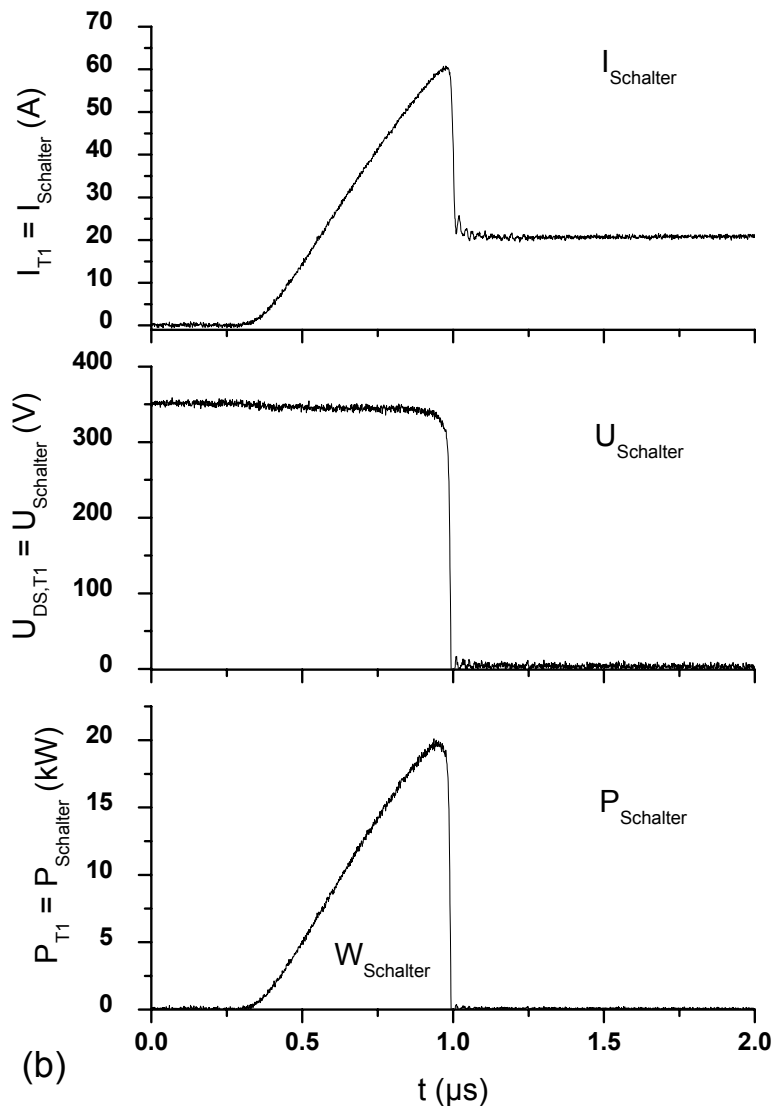 70
60
50
40
30
20
10
0
I_T1 = I_Schalter (A)
I_Schalter
400
300
200
100
0
U_DS,T1 = U_Schalter (V)
U_Schalter
20
15
10
5
0
P_T1 = P_Schalter (kW)
P_Schalter
W_Schalter
0.0 0.5 1.0 1.5 2.0
(b)
t (µs)